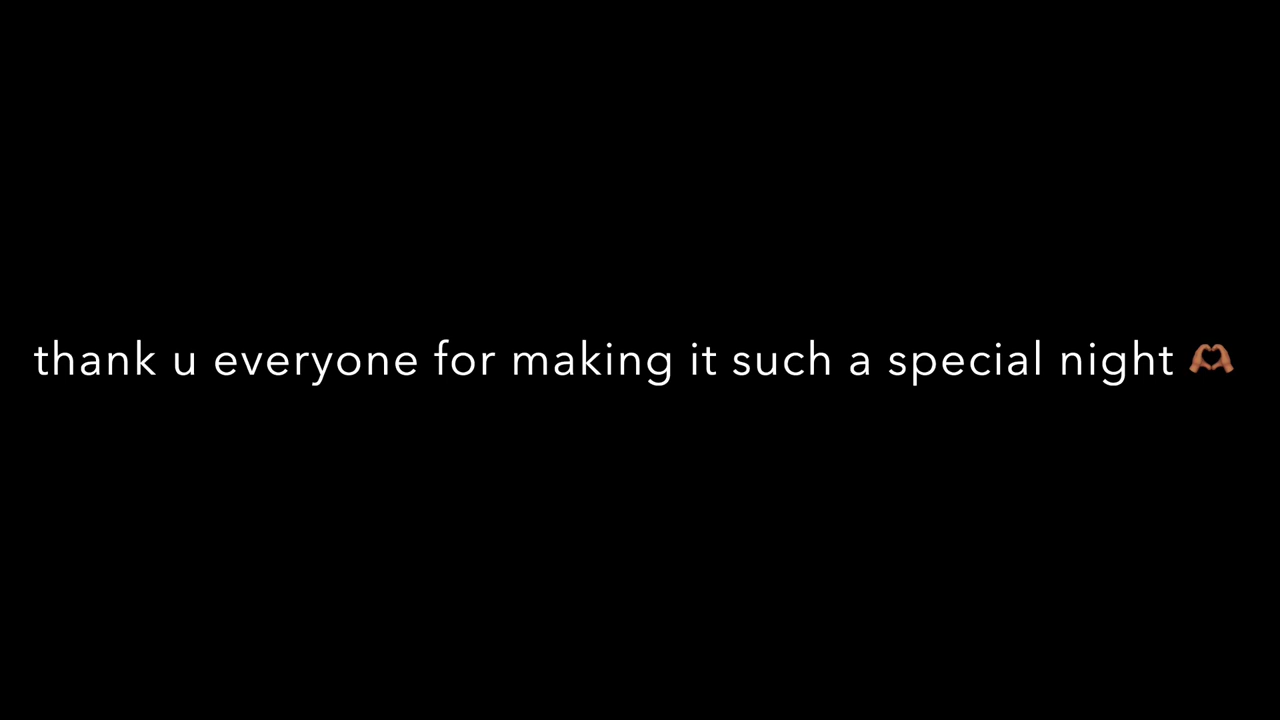 thank u everyone for making it such a special night 🫶🏾